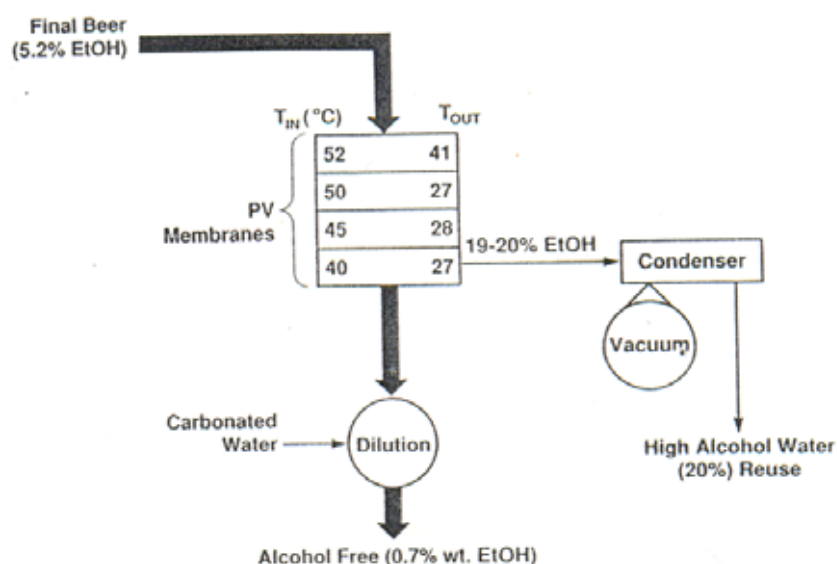 Final Beer
(5.2% EtOH)
T_IN (°C) T_OUT
52 41
50 27
45 28
40 27
PV
Membranes
19-20% EtOH
Condenser
Vacuum
Carbonated
Water
Dilution
High Alcohol Water
(20%) Reuse
Alcohol Free (0.7% wt. EtOH)